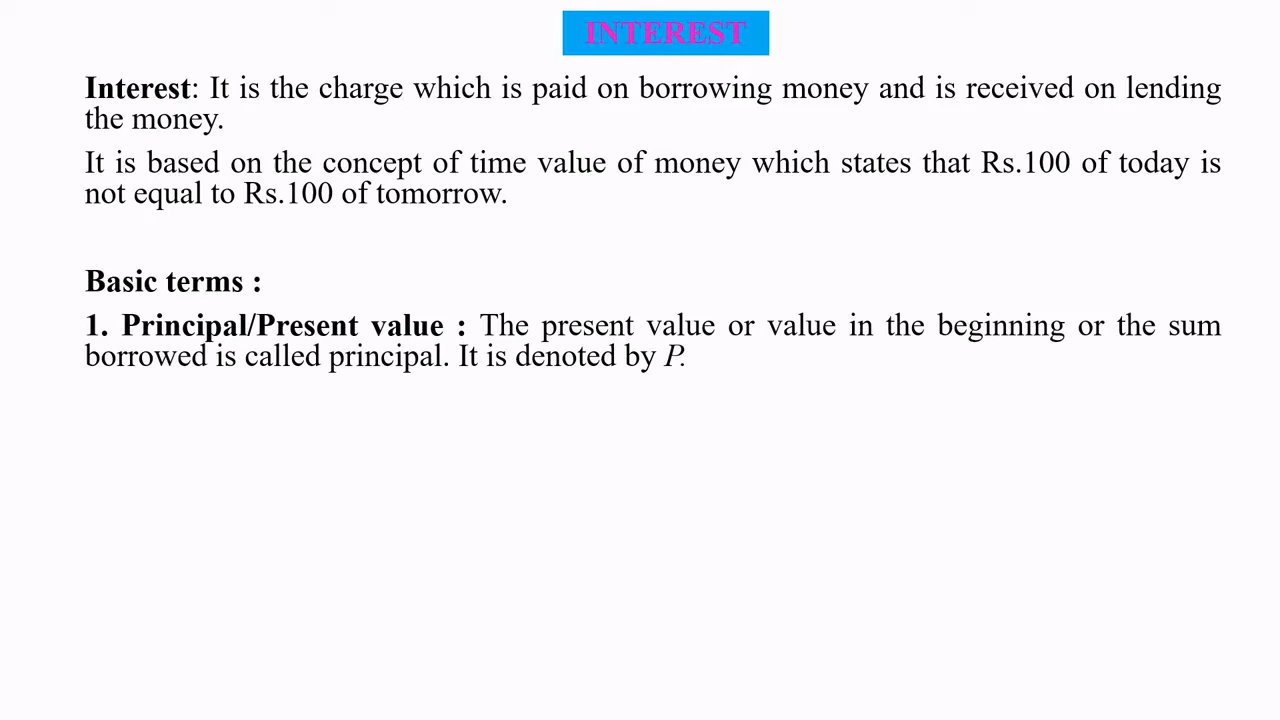 INTEREST
Interest: It is the charge which is paid on borrowing money and is received on lending
the money.
It is based on the concept of time value of money which states that Rs.100 of today is
not equal to Rs.100 of tomorrow.
Basic terms :
1. Principal/Present value : The present value or value in the beginning or the sum
borrowed is called principal. It is denoted by P.